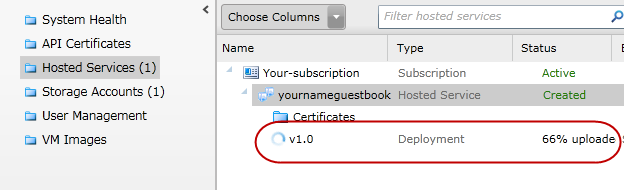 System Health
API Certificates
Hosted Services (1)
Storage Accounts (1)
User Management
VM Images
Choose Columns
Filter hosted services
Name Type Status
Your-subscription Subscription Active
yournameguestbook Hosted Service Created
Certificates
v1.0 Deployment 66% uploade